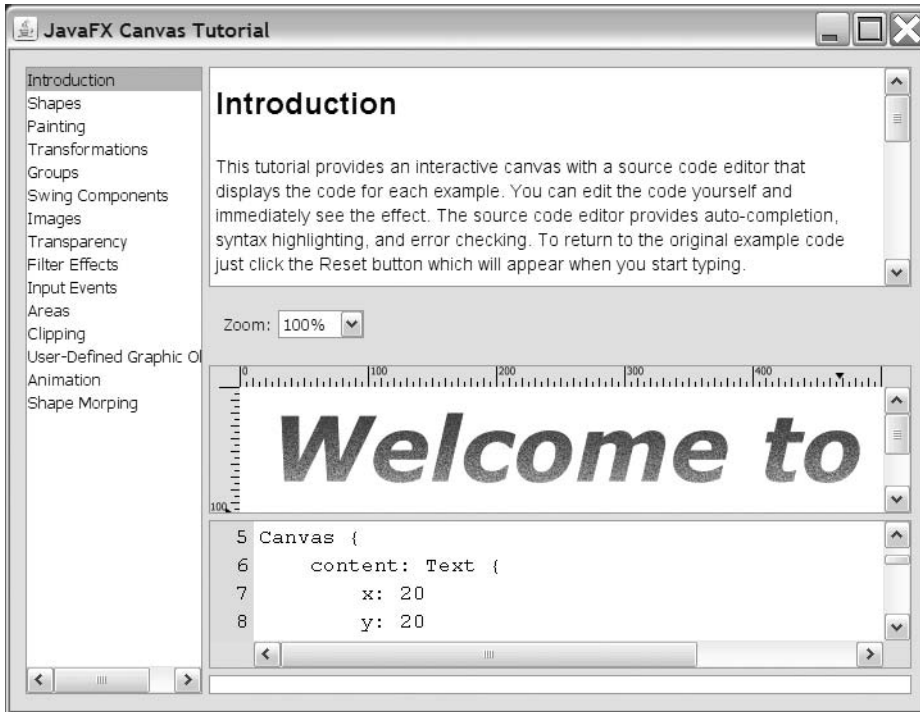 JavaFX Canvas Tutorial
Introduction
Shapes
Painting
Transformations
Groups
Swing Components
Images
Transparency
Filter Effects
Input Events
Areas
Clipping
User-Defined Graphic Ol
Animation
Shape Morping
Introduction
This tutorial provides an interactive canvas with a source code editor that
displays the code for each example. You can edit the code yourself and
immediately see the effect. The source code editor provides auto-completion,
syntax highlighting, and error checking. To return to the original example code
just click the Reset button which will appear when you start typing.
Zoom: 100%
0 100 200 300 400
100
Welcome to
5 Canvas {
6 content: Text {
7 x: 20
8 y: 20